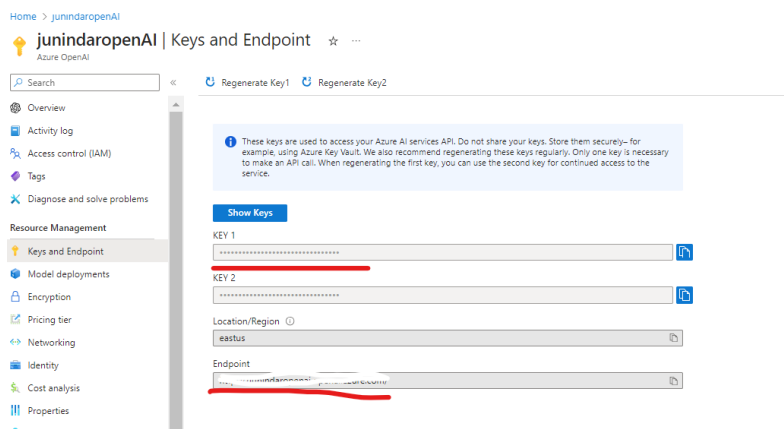 Home > junindaropenAI
junindaropenAI | Keys and Endpoint
Azure OpenAI
Search
Regenerate Key1 Regenerate Key2
Overview
Activity log
Access control (IAM)
Tags
Diagnose and solve problems
Resource Management
Keys and Endpoint
Model deployments
Encryption
Pricing tier
Networking
Identity
Cost analysis
Properties
These keys are used to access your Azure AI services API. Do not share your keys. Store them securely– for
example, using Azure Key Vault. We also recommend regenerating these keys regularly. Only one key is necessary
to make an API call. When regenerating the first key, you can use the second key for continued access to the
service.
Show Keys
KEY 1
KEY 2
Location/Region
eastus
Endpoint